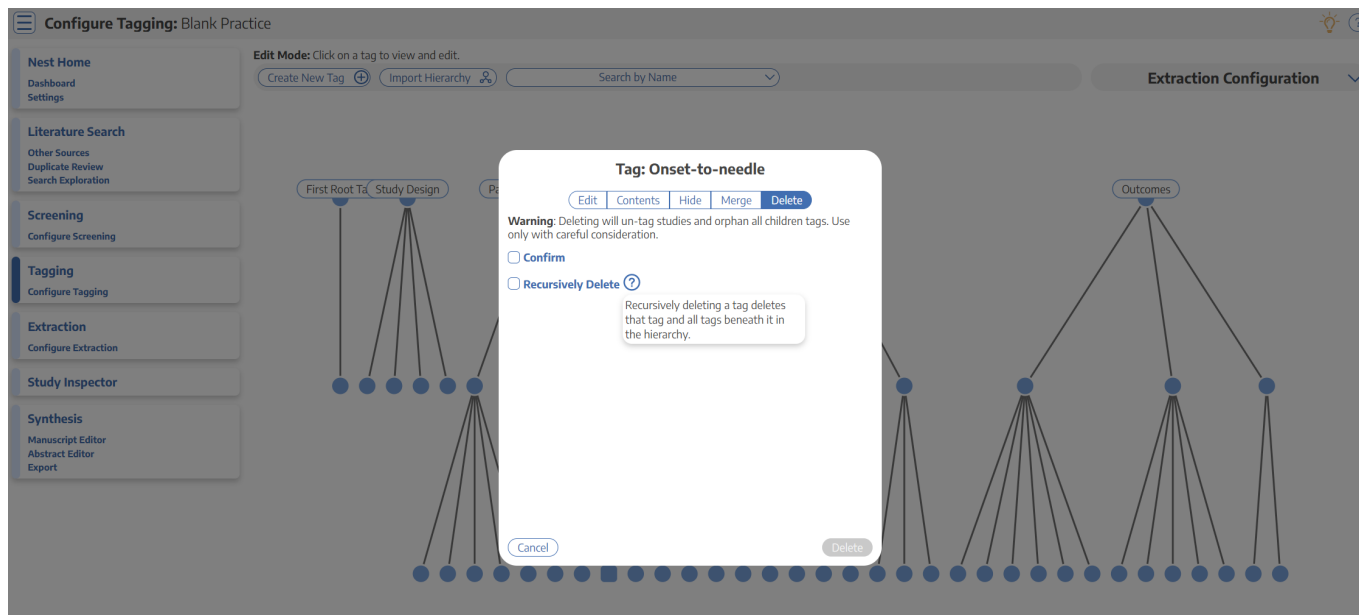 Configure Tagging: Blank Practice
Nest Home
Dashboard
Settings
Literature Search
Other Sources
Duplicate Review
Search Exploration
Screening
Configure Screening
Tagging
Configure Tagging
Extraction
Configure Extraction
Study Inspector
Synthesis
Manuscript Editor
Abstract Editor
Export
Edit Mode: Click on a tag to view and edit.
Create New Tag
Import Hierarchy
Search by Name
Extraction Configuration
First Root Ta
Study Design
Pa
Outcomes
Tag: Onset-to-needle
Edit
Contents
Hide
Merge
Delete
Warning: Deleting will un-tag studies and orphan all children tags. Use
only with careful consideration.
Confirm
Recursively Delete ?
Recursively deleting a tag deletes
that tag and all tags beneath it in
the hierarchy.
Cancel
Delete